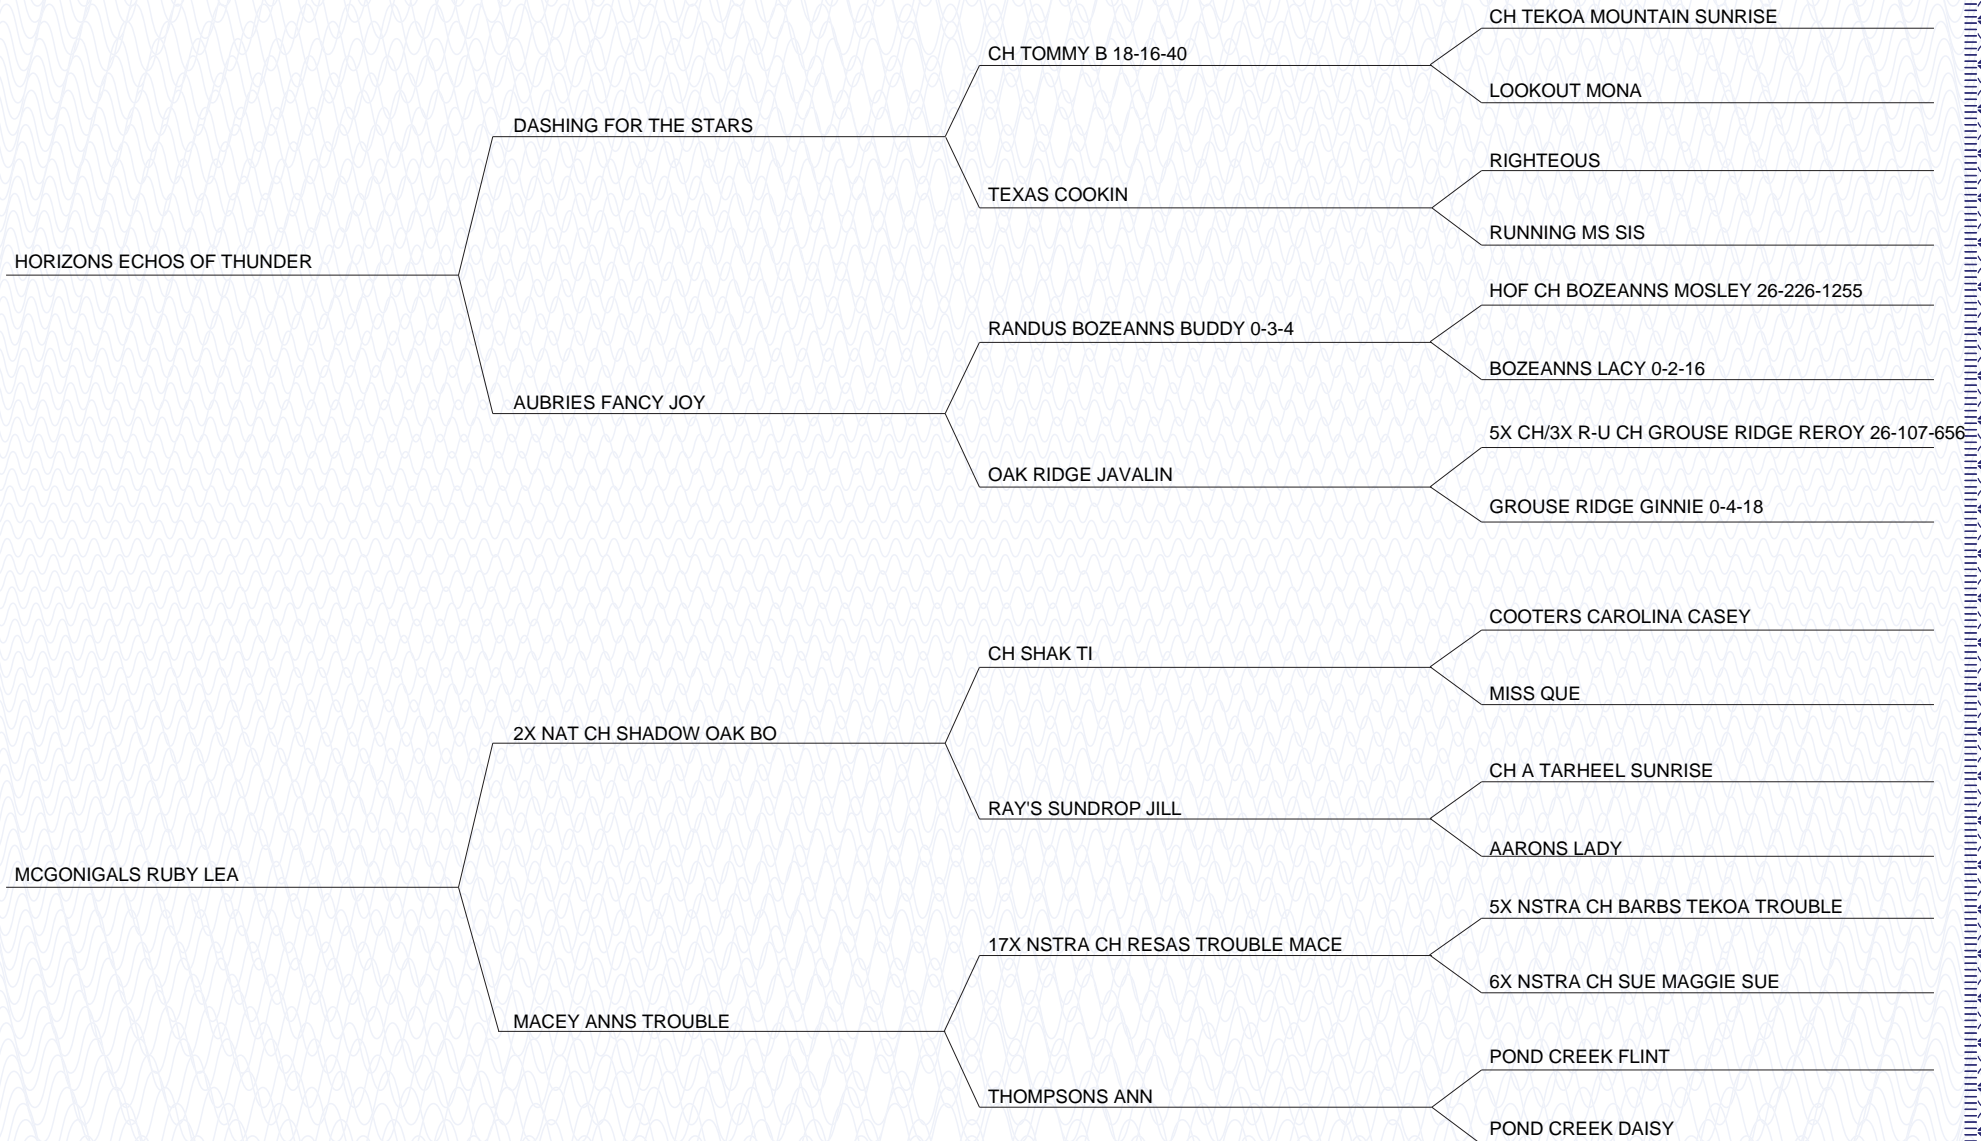 CH TEKOA MOUNTAIN SUNRISE
CH TOMMY B 18-16-40
LOOKOUT MONA
DASHING FOR THE STARS
RIGHTEOUS
TEXAS COOKIN
RUNNING MS SIS
HORIZONS ECHOS OF THUNDER
HOF CH BOZEANNS MOSLEY 26-226-1255
RANDUS BOZEANNS BUDDY 0-3-4
BOZEANNS LACY 0-2-16
AUBRIES FANCY JOY
5X CH/3X R-U CH GROUSE RIDGE REROY 26-107-656
OAK RIDGE JAVALIN
GROUSE RIDGE GINNIE 0-4-18
COOTERS CAROLINA CASEY
CH SHAK TI
MISS QUE
2X NAT CH SHADOW OAK BO
CH A TARHEEL SUNRISE
RAY'S SUNDROP JILL
AARONS LADY
MCGONIGALS RUBY LEA
5X NSTRA CH BARBS TEKOA TROUBLE
17X NSTRA CH RESAS TROUBLE MACE
6X NSTRA CH SUE MAGGIE SUE
MACEY ANNS TROUBLE
POND CREEK FLINT
THOMPSONS ANN
POND CREEK DAISY